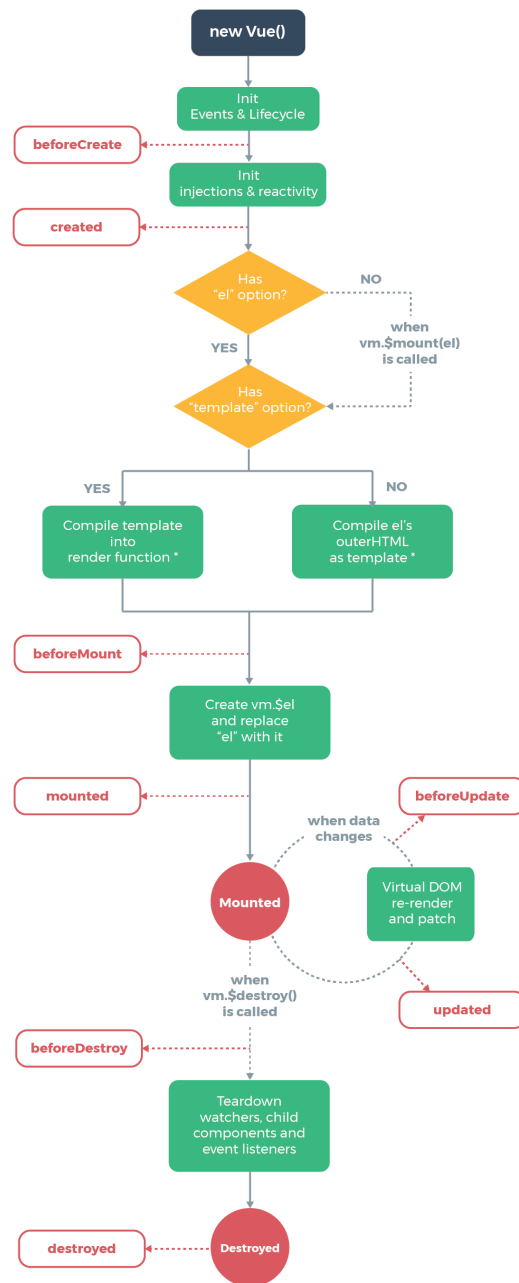 new Vue()
Init
Events & Lifecycle
beforeCreate
Init
injections & reactivity
created
Has
“el” option?
NO
when
vm.$mount(el)
is called
YES
Has
“template” option?
YES
NO
Compile template
into
render function *
Compile el’s
outerHTML
as template *
beforeMount
Create vm.$el
and replace
“el” with it
mounted
beforeUpdate
when data
changes
Mounted
Virtual DOM
re-render
and patch
when
vm.$destroy()
is called
updated
beforeDestroy
Teardown
watchers, child
components and
event listeners
destroyed
Destroyed